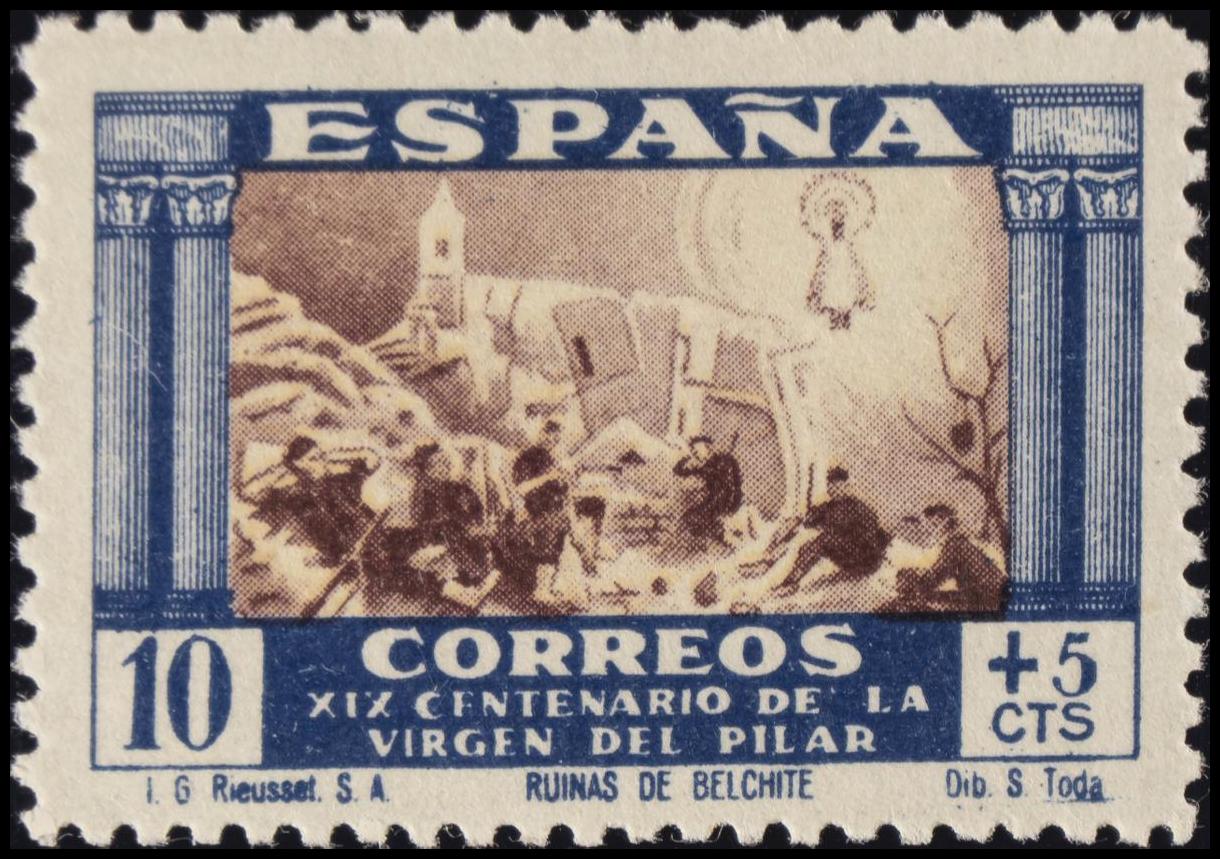 ESPAÑA
10 CORREOS +5
CTS
XIX CENTENARIO DE LA
VIRGEN DEL PILAR
I. G Rieusset. S. A. RUINAS DE BELCHITE Dib. S. Toda